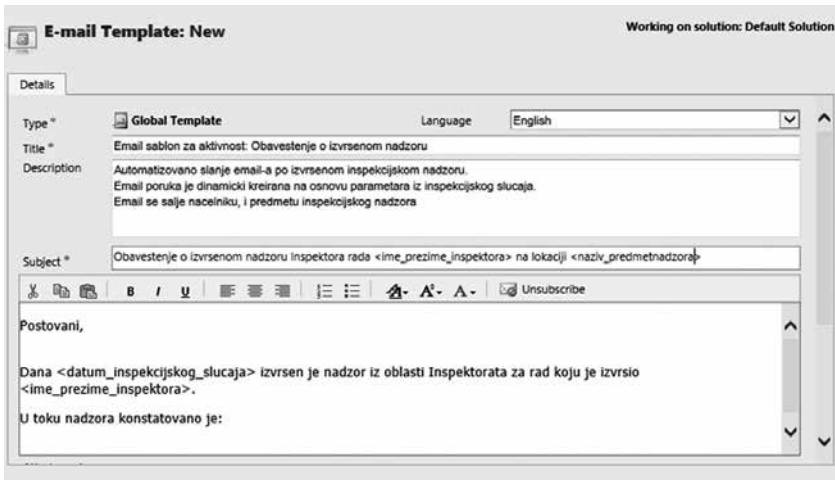 E-mail Template: New
Working on solution: Default Solution
Details
Type * Global Template Language English
Title * Email sablon za aktivnost: Obavestenje o izvrsenom nadzoru
Description Automatizovano slanje email-a po izvrsenom inspekcijskom nadzoru.
Email poruka je dinamicki kreirana na osnovu parametara iz inspekcijskog slucaja.
Email se salje nacelniku, i predmetu inspekcijskog nadzora
Subject * Obavestenje o izvrsenom nadzoru Inspektora rada <ime_prezime_inspektora> na lokaciji <naziv_predmetnadzora>
B I U A A A Unsubscribe
Postovani,
Dana <datum_inspekcijskog_slucaja> izvrsen je nadzor iz oblasti Inspektorata za rad koju je izvrsio
<ime_prezime_inspektora>.
U toku nadzora konstatovano je: